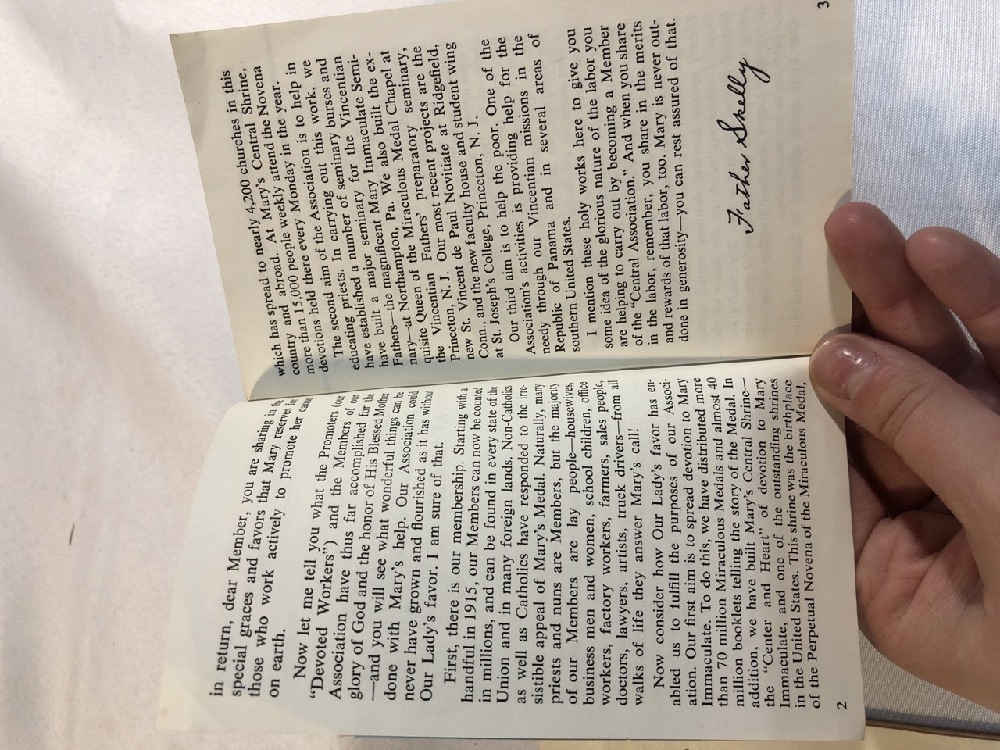 in return, dear Member, you are sharing in
special graces and favors that Mary reserves
those who work actively to promote her cause
on earth.
Now let me tell you what the Promoters (our
"Devoted Workers") and the Members of our
Association have thus far accomplished for the
glory of God and the honor of His Blessed Mother
—and you will see what wonderful things can be
done with Mary's help. Our Association could
never have grown and flourished as it has without
Our Lady's favor. I am sure of that.
First, there is our membership. Starting with a
handful in 1915, our Members can now be counted
in millions, and can be found in every state of the
Union and in many foreign lands. Non-Catholics
as well as Catholics have responded to the irre-
sistible appeal of Mary's Medal. Naturally, many
priests and nuns are Members, but the majority
of our Members are lay people—housewives,
business men and women, school children, office
workers, factory workers, farmers, sales people,
doctors, lawyers, artists, truck drivers—from all
walks of life they answer Mary's call!
Now consider how Our Lady's favor has en-
abled us to fulfill the purposes of our Associ-
ation. Our first aim is to spread devotion to Mary
Immaculate. To do this, we have distributed more
than 70 million Miraculous Medals and almost 40
million booklets telling the story of the Medal. In
addition, we have built Mary's Central Shrine—
the "Center and Heart" of devotion to Mary
Immaculate, and one of the outstanding shrines
in the United States. This shrine was the birthplace
of the Perpetual Novena of the Miraculous Medal,
2
which has spread to nearly 4,200 churches in this
country and abroad. At Mary's Central Shrine,
more than 15,000 people weekly attend the Novena
devotions held there every Monday in the year.
The second aim of the Association is to help in
educating priests. In carrying out this work, we
have established a number of seminary burses and
have built a major seminary for the Vincentian
Fathers—the magnificent Mary Immaculate Semi-
nary—at Northampton, Pa. We also built the ex-
quisite Queen of the Miraculous Medal Chapel at
the Vincentian Fathers' preparatory seminary,
Princeton, N. J. Our most recent projects are the
new St. Vincent de Paul Novitiate at Ridgefield,
Conn., and the new faculty house and student wing
at St. Joseph's College, Princeton, N. J.
Our third aim is to help the poor. One of the
Association's activities is providing help for the
needy through our Vincentian missions in the
Republic of Panama and in several areas of
southern United States.
I mention these holy works here to give you
some idea of the glorious nature of the labor you
are helping to carry out by becoming a Member
of the "Central Association." And when you share
in the labor, remember, you share in the merits
and rewards of that labor, too. Mary is never out-
done in generosity—you can rest assured of that.
Father Skelly
3